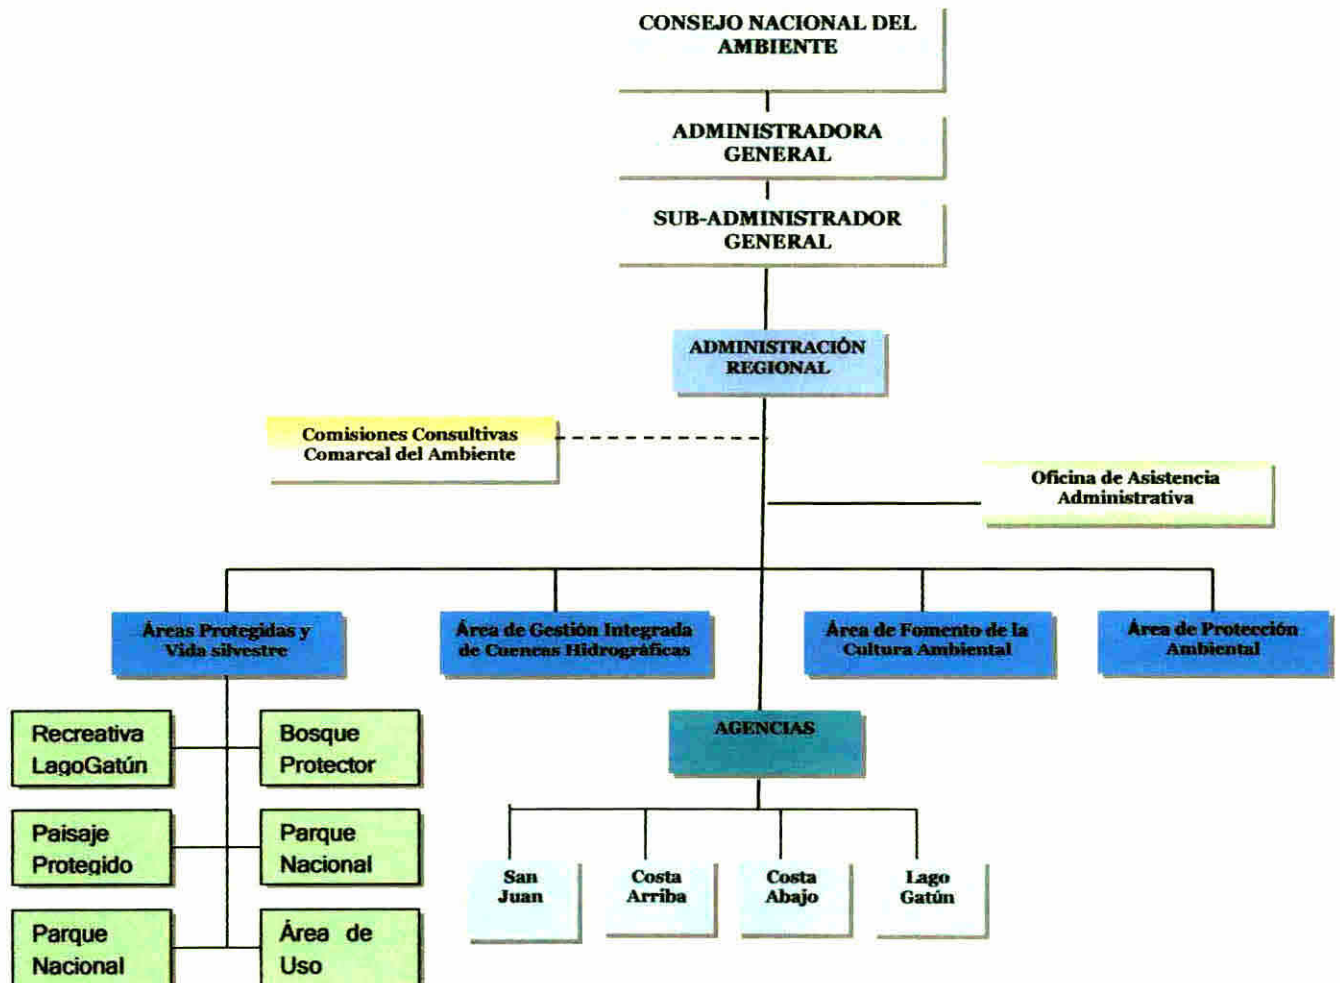 CONSEJO NACIONAL DEL
AMBIENTE
ADMINISTRADORA
GENERAL
SUB-ADMINISTRADOR
GENERAL
ADMINISTRACIÓN
REGIONAL
Comisiones Consultivas
Comarcal del Ambiente
Oficina de Asistencia
Administrativa
Áreas Protegidas y
Vida silvestre
Área de Gestión Integrada
de Cuencas Hidrográficas
Área de Fomento de la
Cultura Ambiental
Área de Protección
Ambiental
Recreativa
LagoGatún
Bosque
Protector
Paisaje
Protegido
Parque
Nacional
Parque
Nacional
Área de
Uso
AGENCIAS
San
Juan
Costa
Arriba
Costa
Abajo
Lago
Gatún